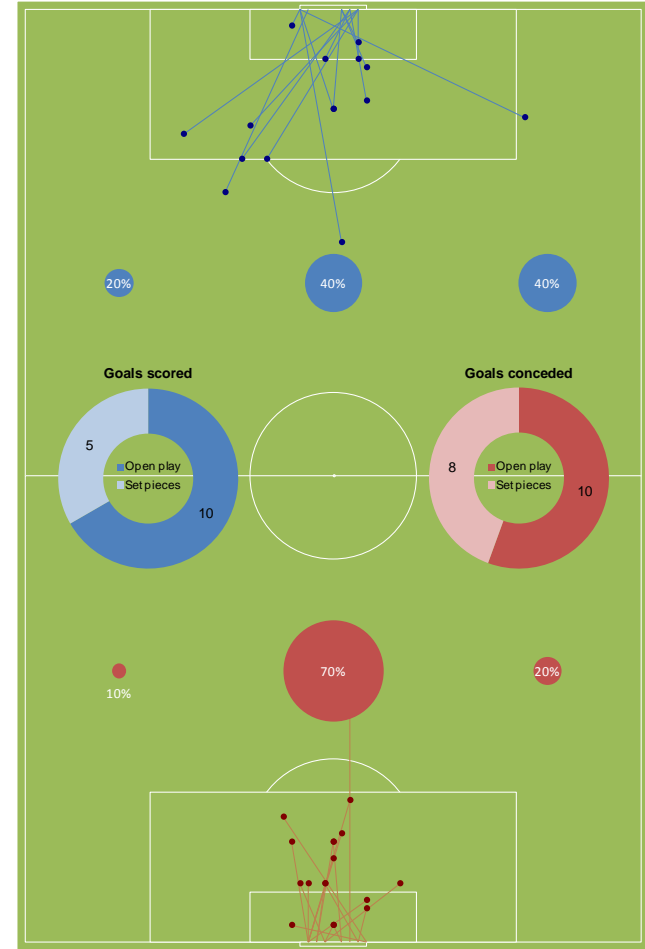 20%
40%
40%
Goals scored
Goals conceded
5
Open play
Set pieces
10
8
Open play
Set pieces
10
70%
20%
10%